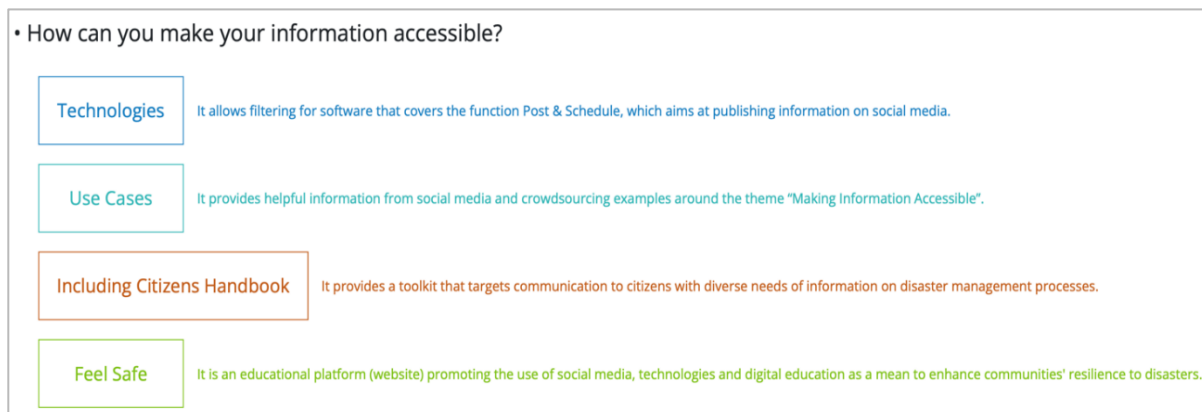 • How can you make your information accessible?
Technologies
It allows filtering for software that covers the function Post & Schedule, which aims at publishing information on social media.
Use Cases
It provides helpful information from social media and crowdsourcing examples around the theme “Making Information Accessible”.
Including Citizens Handbook
It provides a toolkit that targets communication to citizens with diverse needs of information on disaster management processes.
Feel Safe
It is an educational platform (website) promoting the use of social media, technologies and digital education as a mean to enhance communities' resilience to disasters.